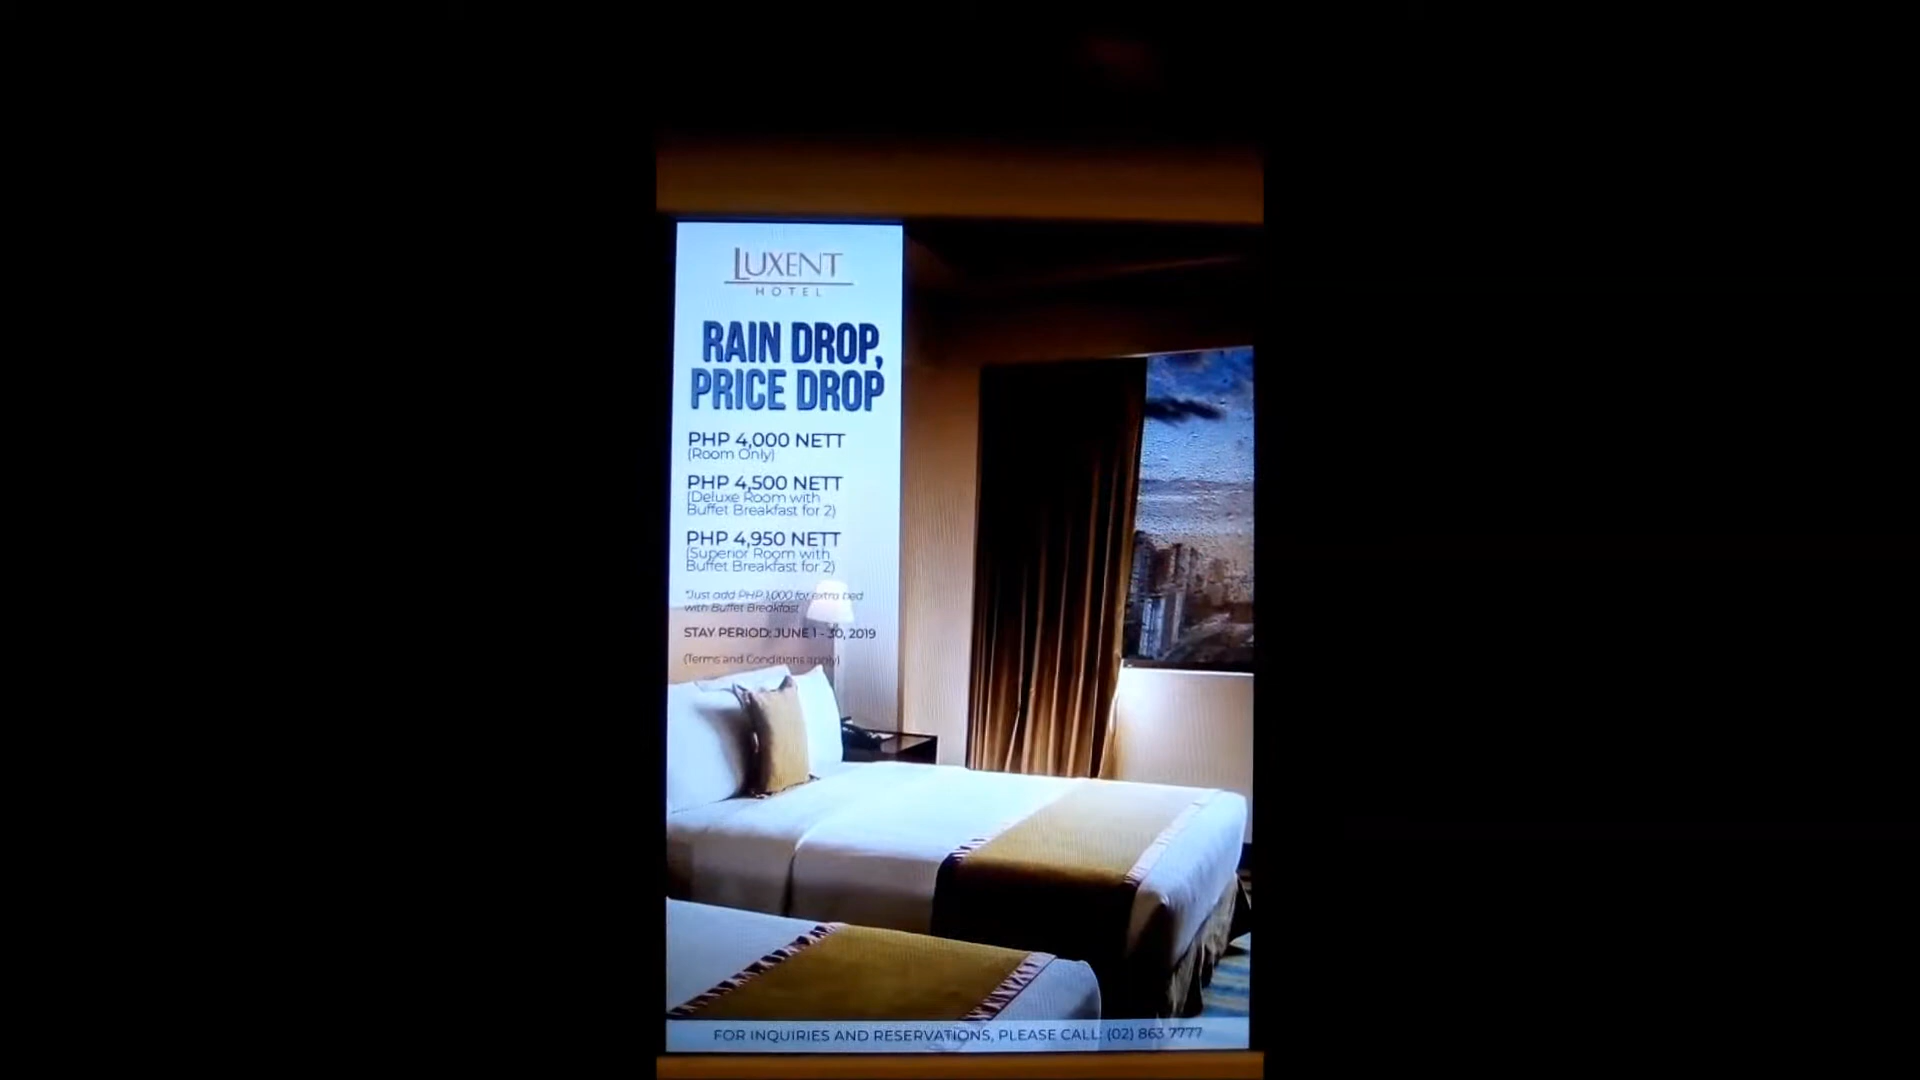 LUXENT
HOTEL
RAIN DROP,
PRICE DROP
PHP 4,000 NETT
(Room Only)
PHP 4,500 NETT
(Deluxe Room with
Buffet Breakfast for 2)
PHP 4,950 NETT
(Superior Room with
Buffet Breakfast for 2)
*Just add PHP 1,000 for extra bed
with Buffet Breakfast
STAY PERIOD: JUNE 1 - 30, 2019
(Terms and Conditions apply)
FOR INQUIRIES AND RESERVATIONS, PLEASE CALL: (02) 863 7777